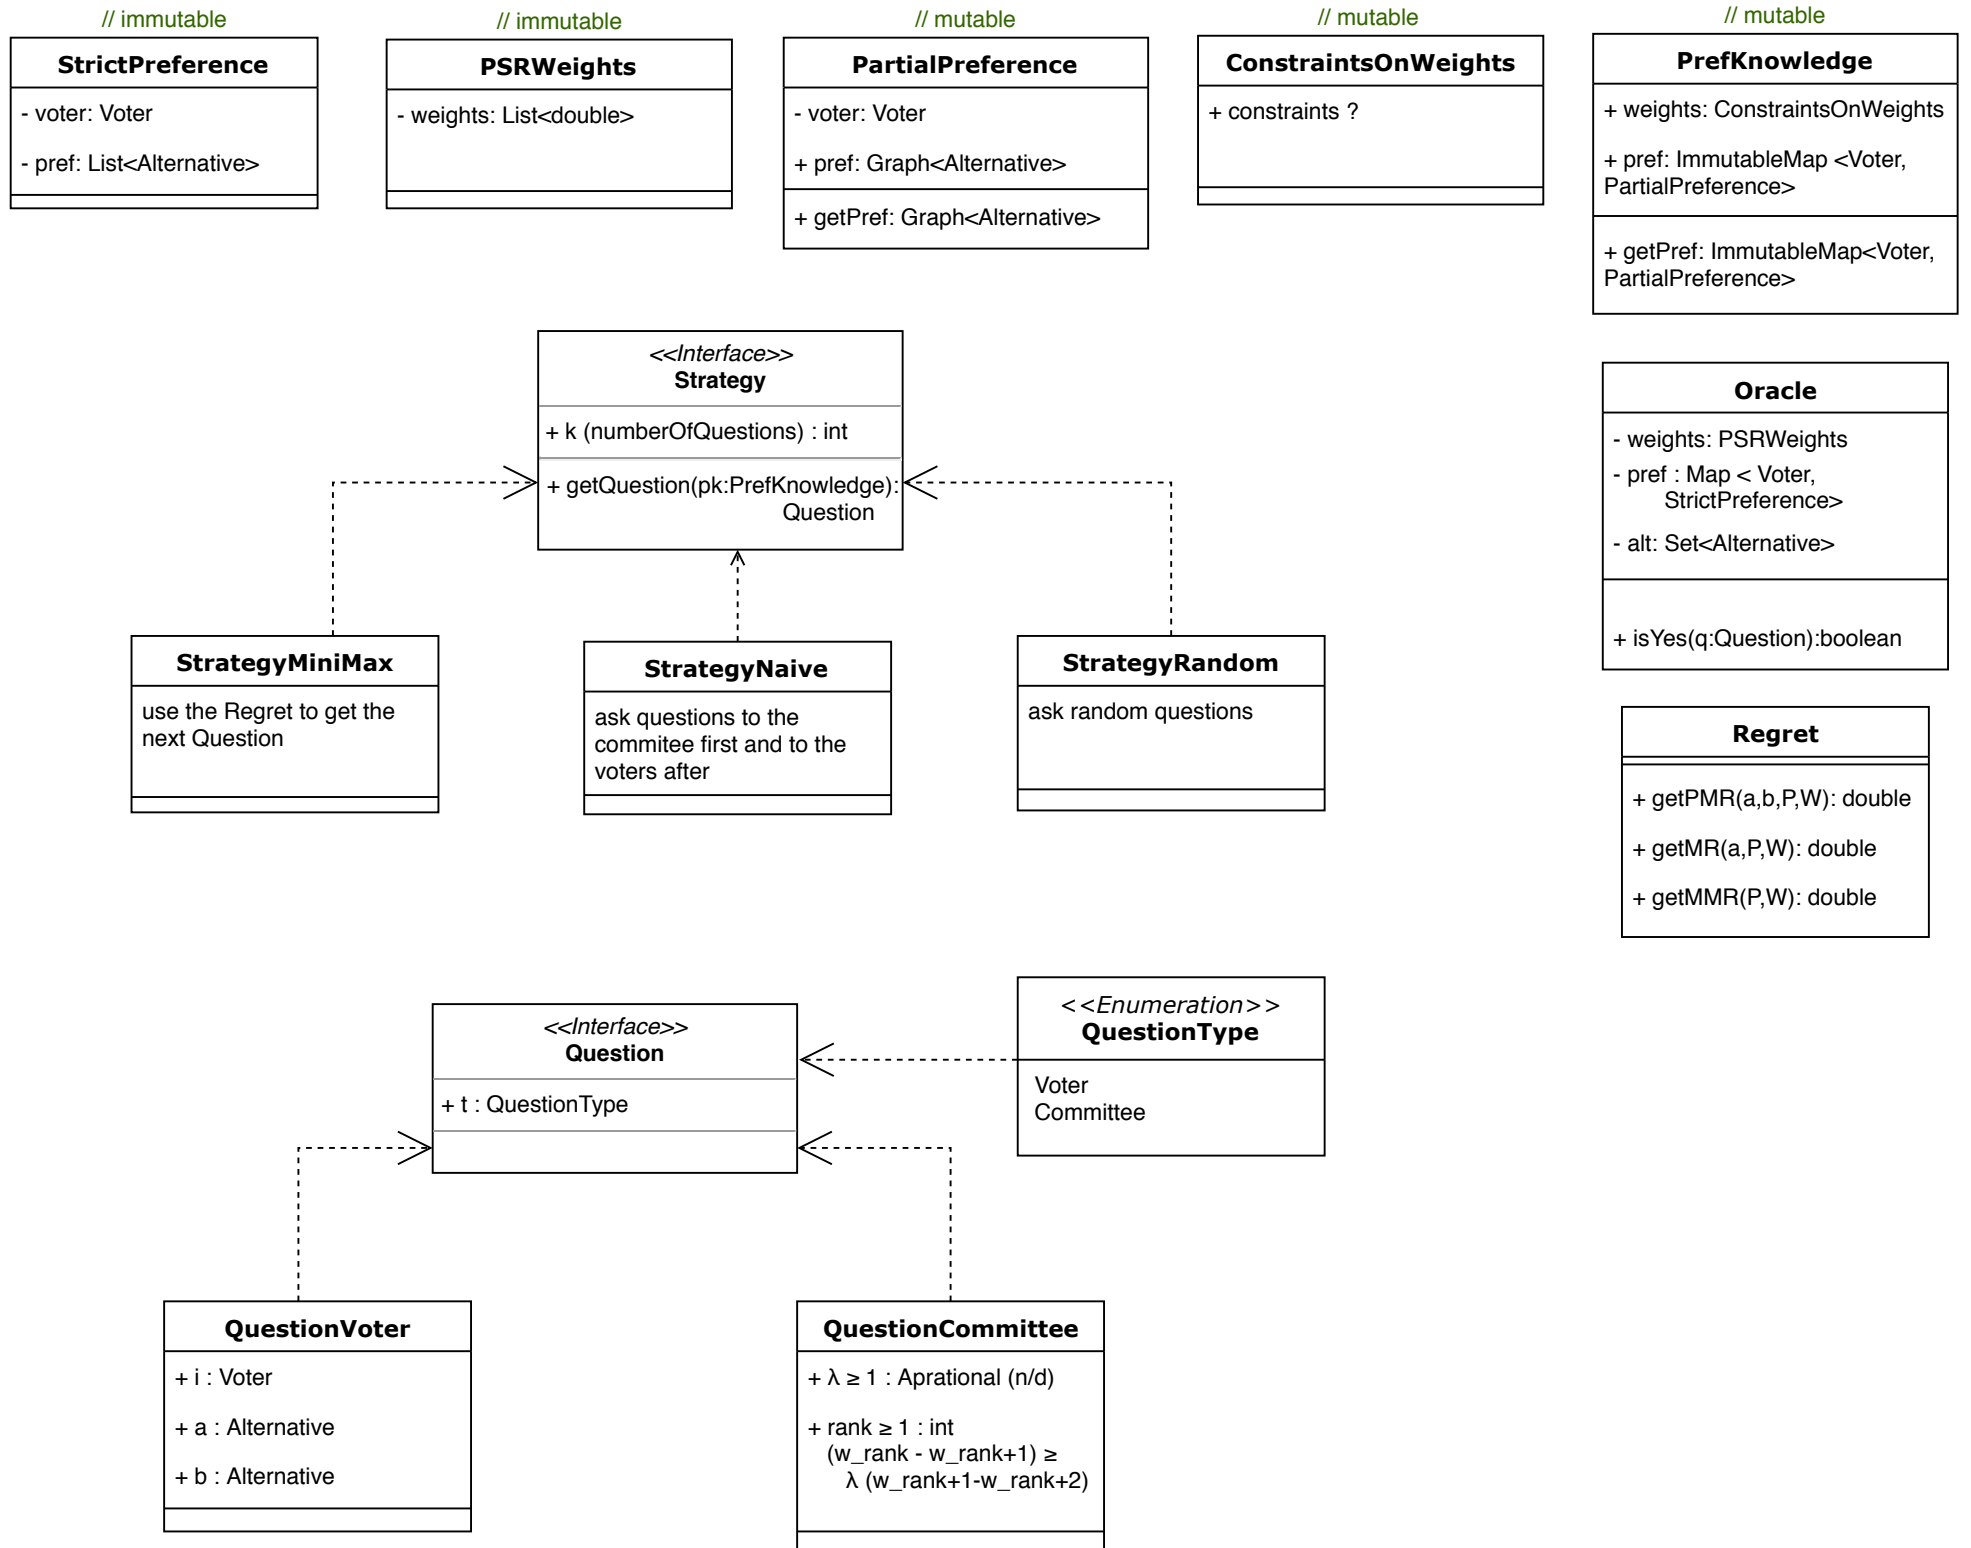 // immutable
StrictPreference
- voter: Voter
- pref: List<Alternative>
// immutable
PSRWeights
- weights: List<double>
// mutable
PartialPreference
- voter: Voter
+ pref: Graph<Alternative>
+ getPref: Graph<Alternative>
// mutable
ConstraintsOnWeights
+ constraints ?
// mutable
PrefKnowledge
+ weights: ConstraintsOnWeights
+ pref: ImmutableMap <Voter,
PartialPreference>
+ getPref: ImmutableMap<Voter,
PartialPreference>
<<Interface>>
Strategy
+ k (numberOfQuestions) : int
+ getQuestion(pk:PrefKnowledge):
Question
Oracle
- weights: PSRWeights
- pref : Map < Voter,
StrictPreference>
- alt: Set<Alternative>
+ isYes(q:Question):boolean
StrategyMiniMax
use the Regret to get the
next Question
StrategyNaive
ask questions to the
commitee first and to the
voters after
StrategyRandom
ask random questions
Regret
+ getPMR(a,b,P,W): double
+ getMR(a,P,W): double
+ getMMR(P,W): double
<<Interface>>
Question
+ t : QuestionType
<<Enumeration>>
QuestionType
Voter
Committee
QuestionVoter
+ i : Voter
+ a : Alternative
+ b : Alternative
QuestionCommittee
+ λ ≥ 1 : Aprational (n/d)
+ rank ≥ 1 : int
(w_rank - w_rank+1) ≥
λ (w_rank+1-w_rank+2)